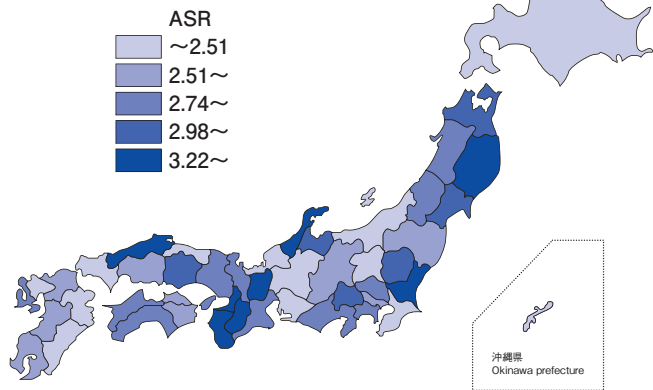 ASR
～2.51
2.51～
2.74～
2.98～
3.22～
沖縄県
Okinawa prefecture